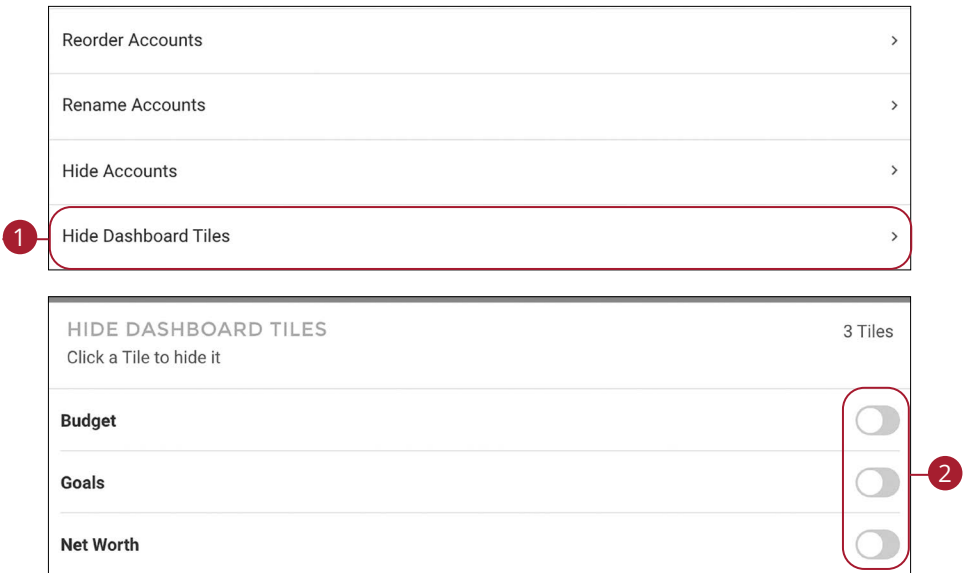 Reorder Accounts
Rename Accounts
Hide Accounts
1
Hide Dashboard Tiles
HIDE DASHBOARD TILES
3 Tiles
Click a Tile to hide it
Budget
Goals
2
Net Worth